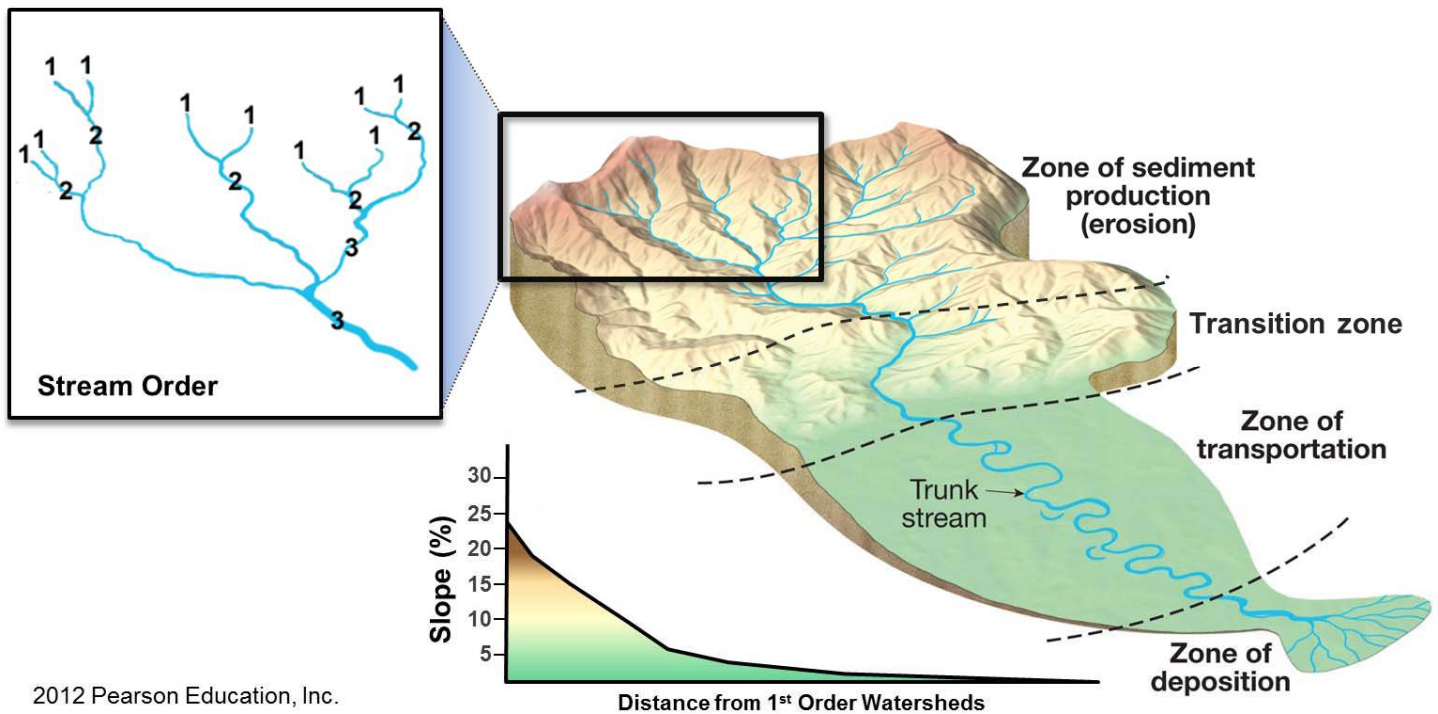 1 1
1 1
1 1
1
1
1 1
2
2
2
2
2
3
3
Stream Order
Zone of sediment
production
(erosion)
Transition zone
Zone of
transportation
Trunk
stream
Zone of
deposition
Slope (%)
30
25
20
15
10
5
Distance from 1st Order Watersheds
2012 Pearson Education, Inc.